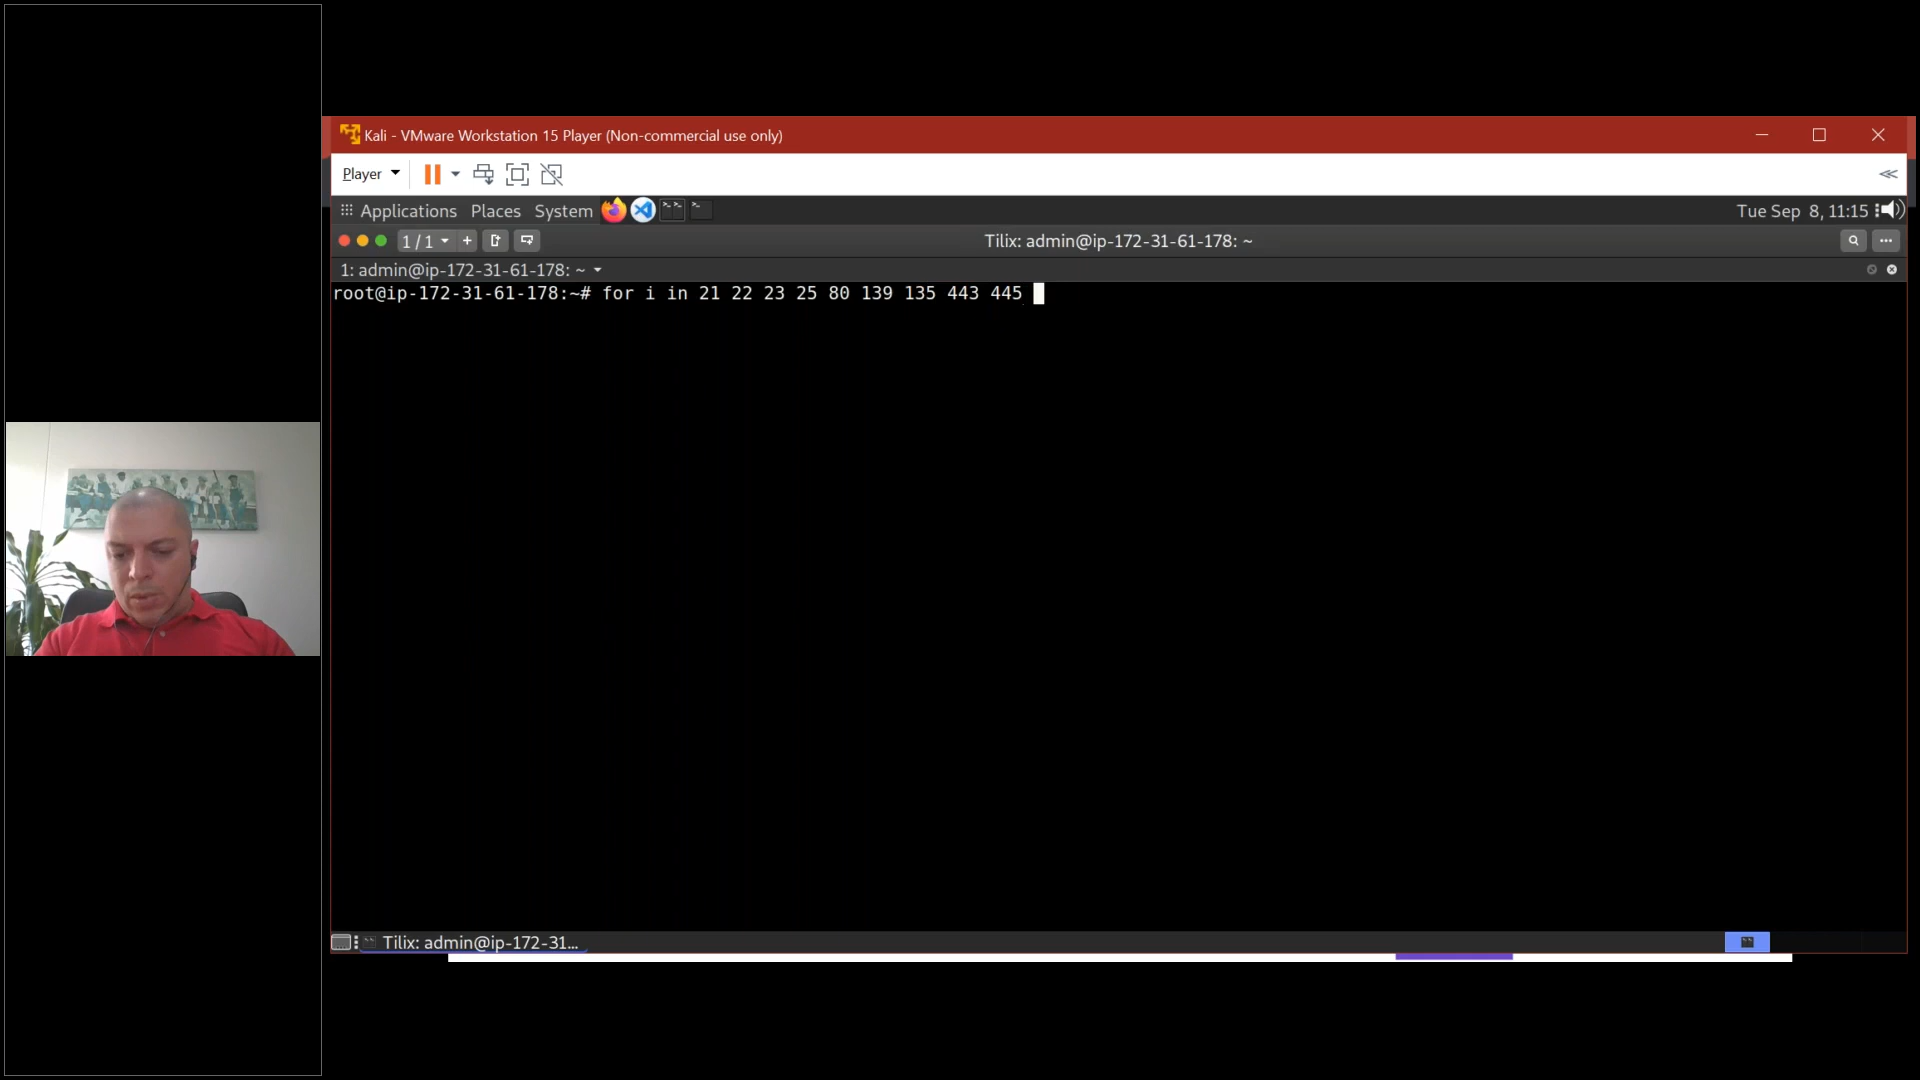 Kali - VMware Workstation 15 Player (Non-commercial use only)
Player
Applications Places System
Tue Sep 8, 11:15
1 / 1
Tilix: admin@ip-172-31-61-178: ~
1: admin@ip-172-31-61-178: ~
root@ip-172-31-61-178:~# for i in 21 22 23 25 80 139 135 443 445
Tilix: admin@ip-172-31...